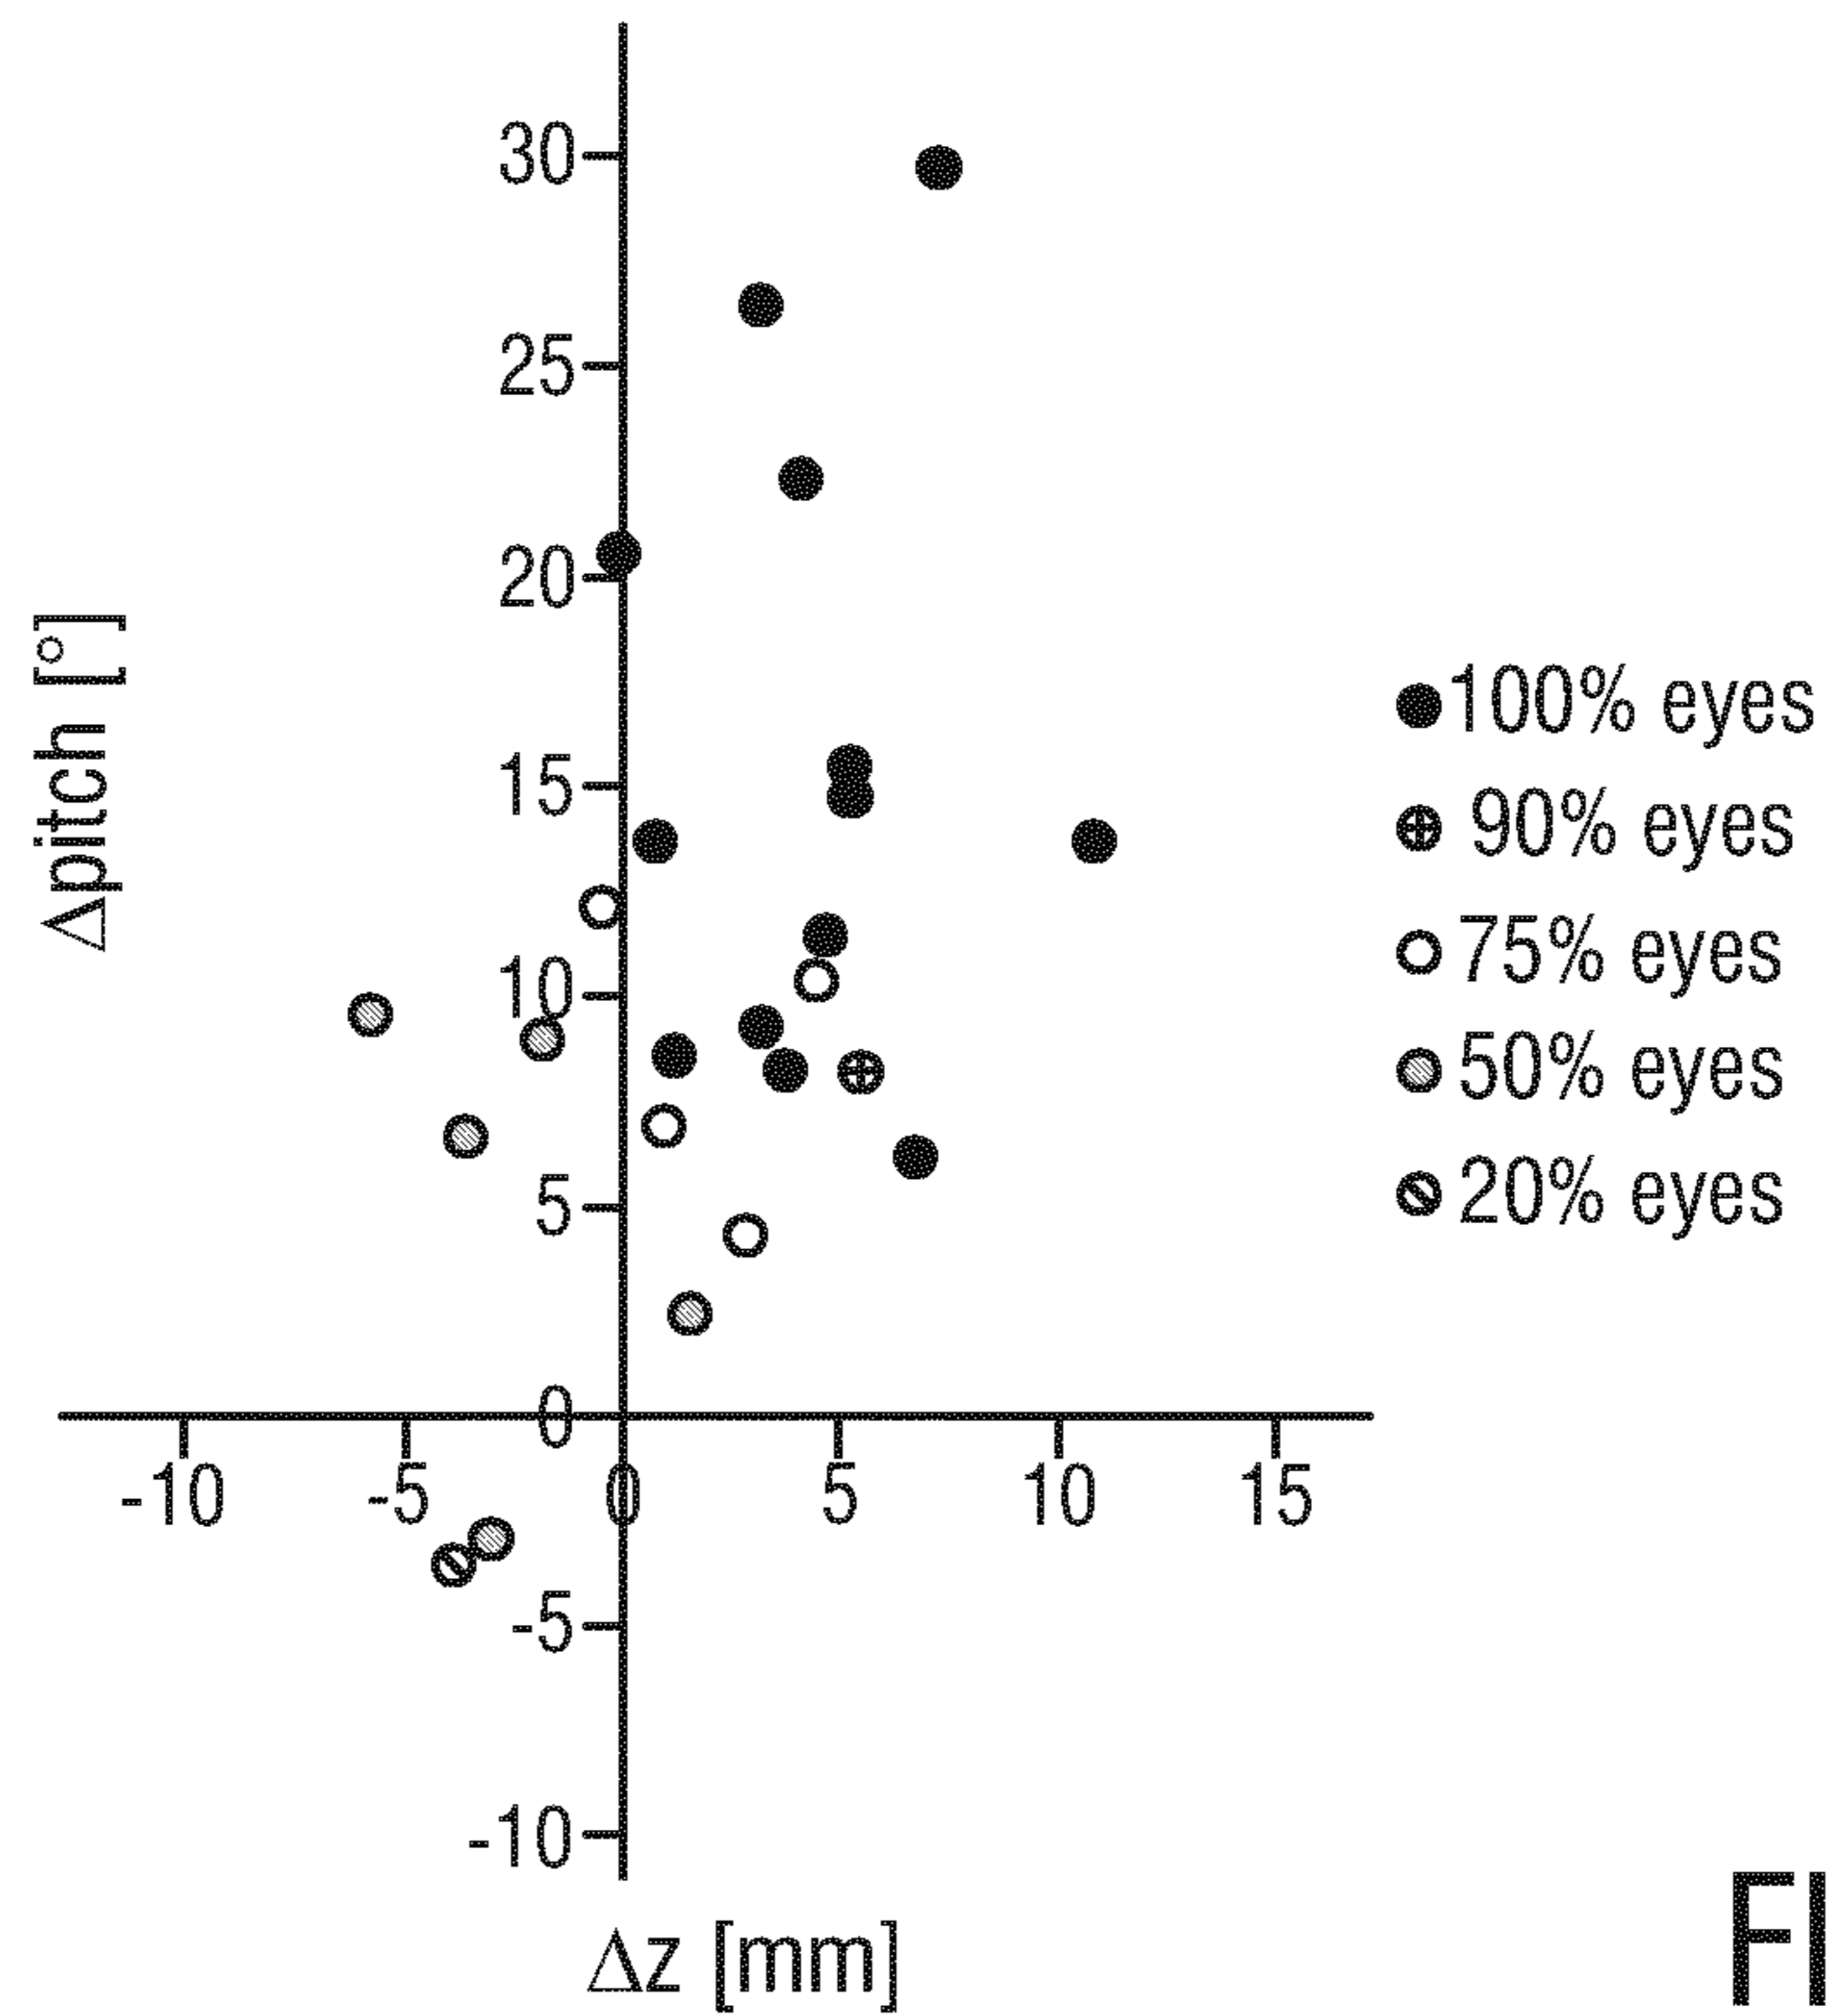 30
25
20
15
10
5
0
-5
-10
-10 -5 0 5 10 15
Δpitch [°]
Δz [mm]
100% eyes
90% eyes
75% eyes
50% eyes
20% eyes
FI